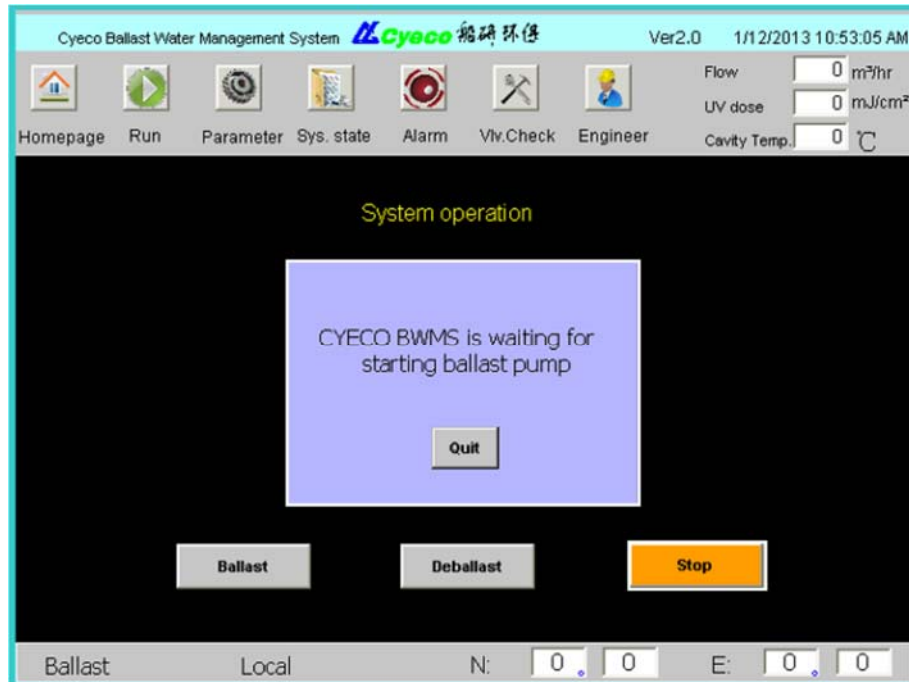 Cyeco Ballast Water Management System Cyeco 船研环保 Ver2.0 1/12/2013 10:53:05 AM
Homepage Run Parameter Sys. state Alarm Vlv.Check Engineer
Flow 0 m³/hr
UV dose 0 mJ/cm²
Cavity Temp. 0 ℃
System operation
CYECO BWMS is waiting for
starting ballast pump
Quit
Ballast Deballast Stop
Ballast Local N: 0 。 0 E: 0 。 0